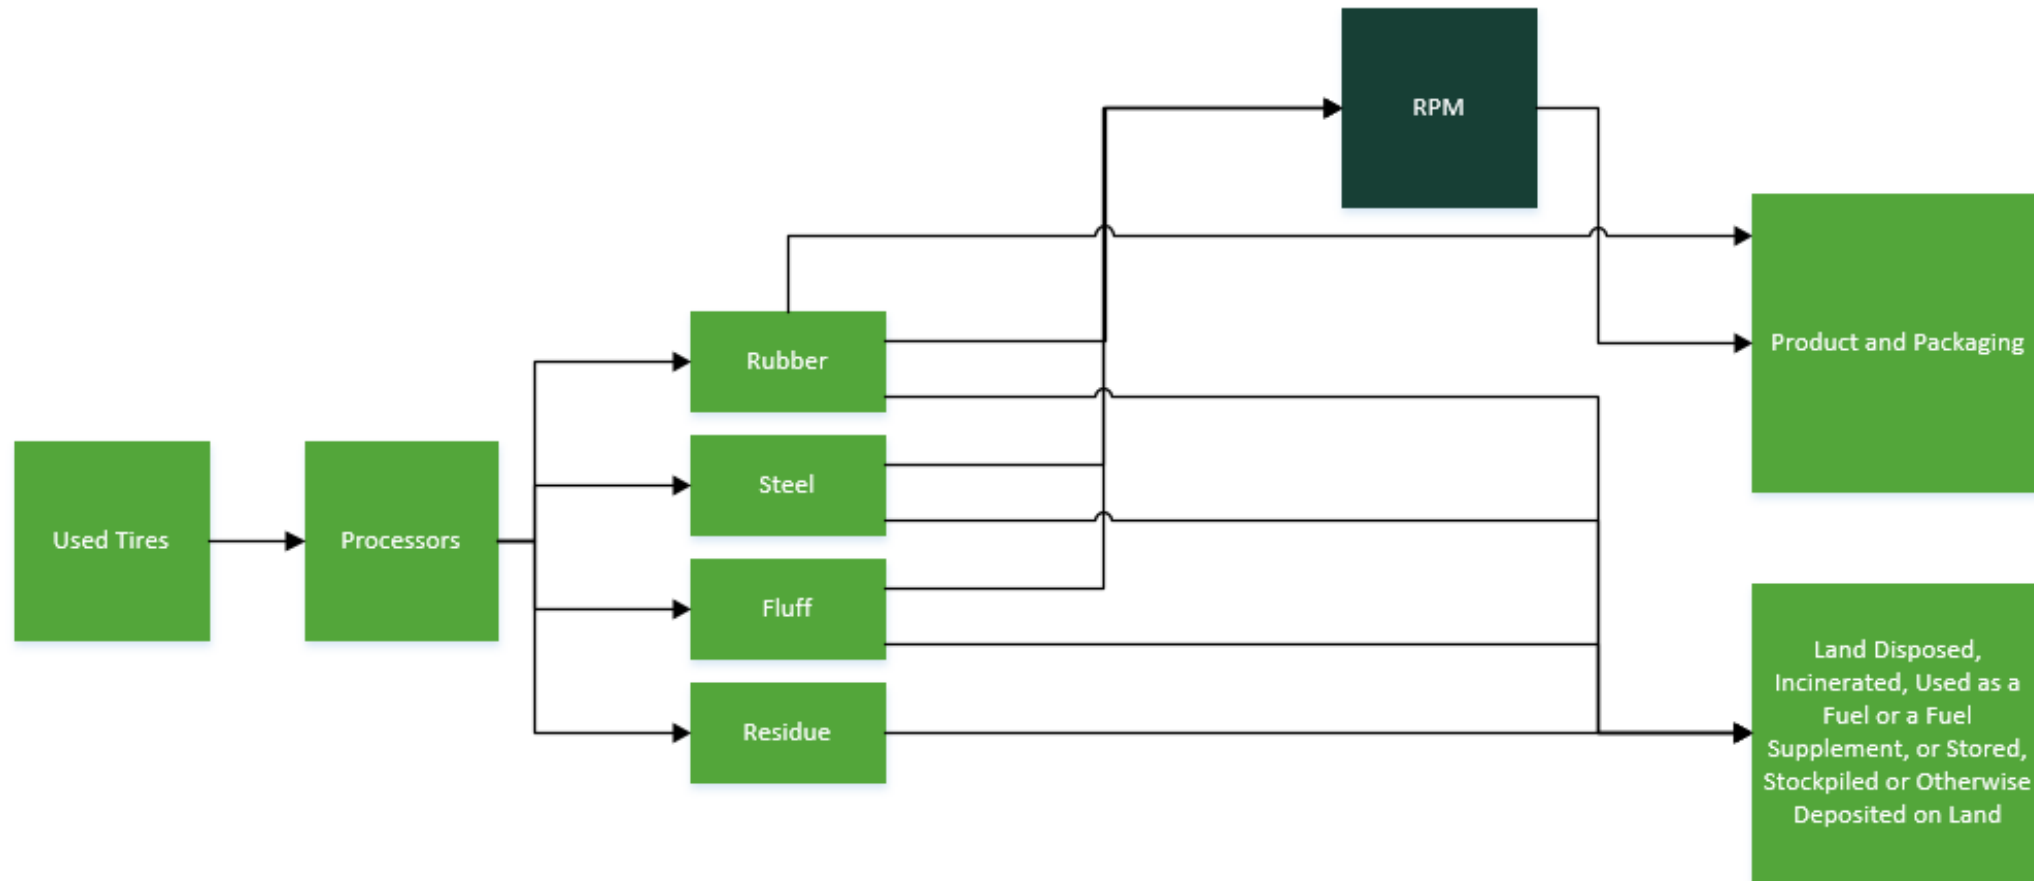 RPM
Product and Packaging
Rubber
Steel
Used Tires
Processors
Fluff
Residue
Land Disposed,
Incinerated, Used as a
Fuel or a Fuel
Supplement, or Stored,
Stockpiled or Otherwise
Deposited on Land